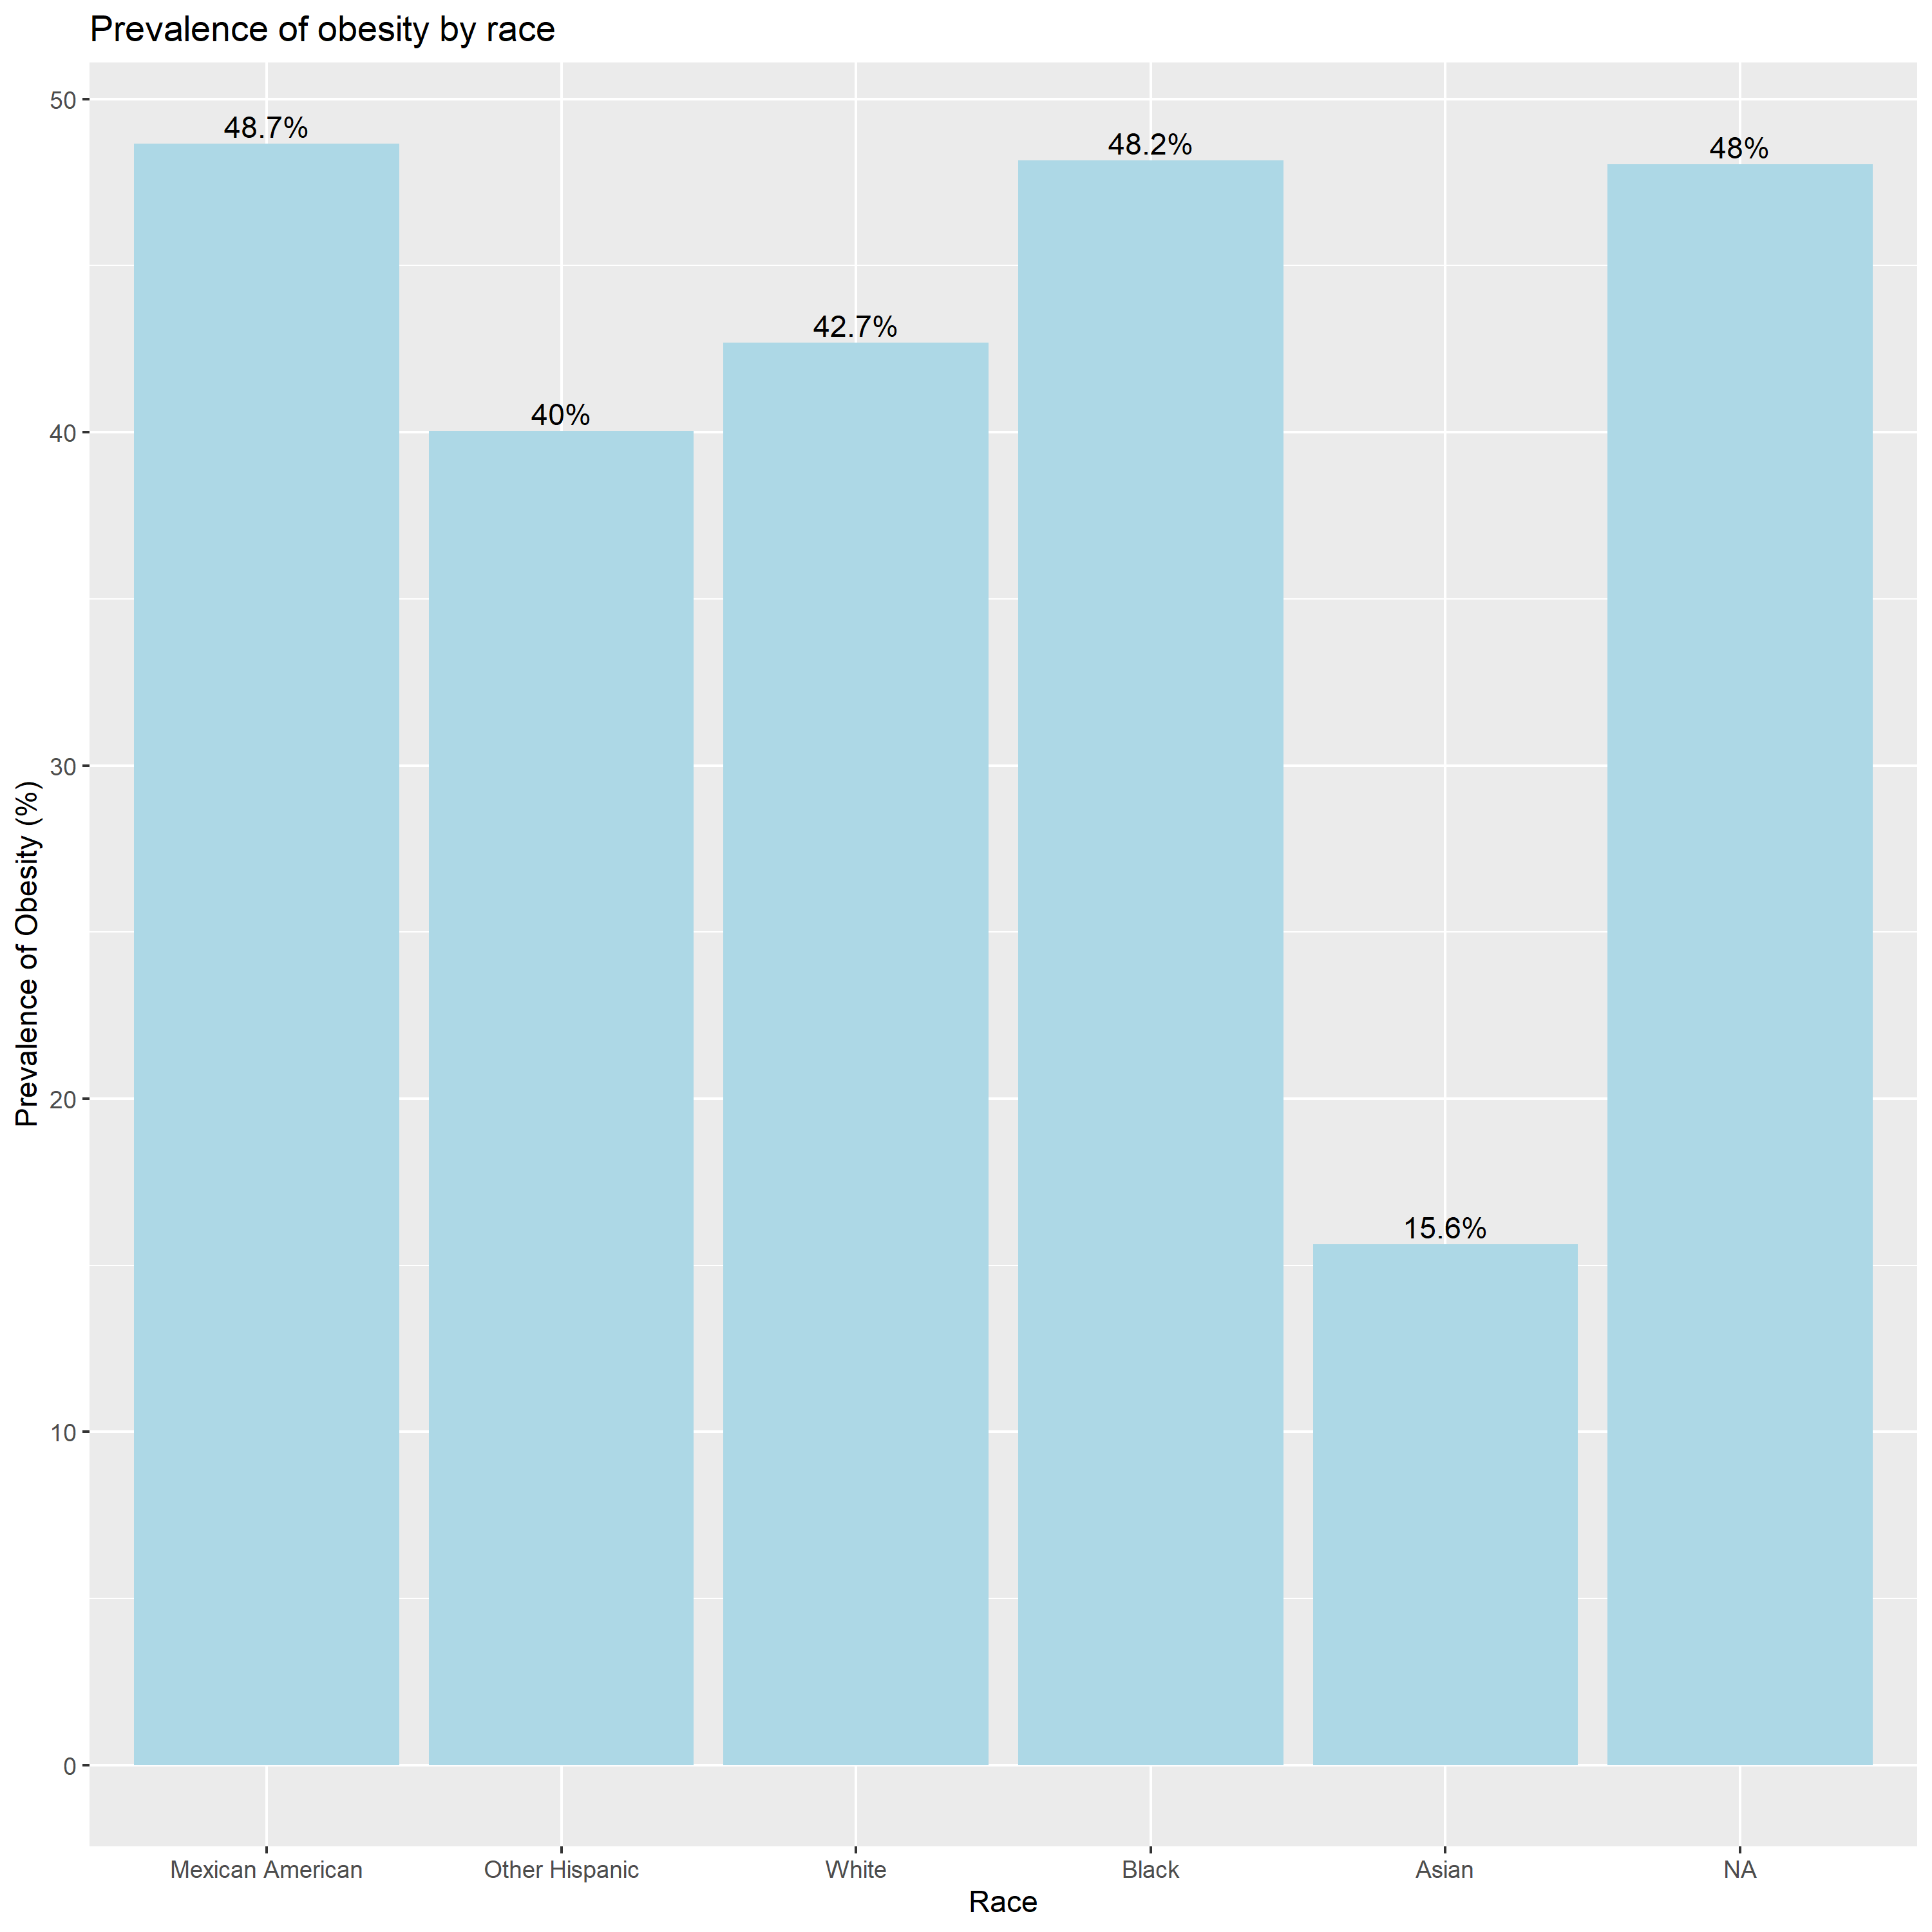 Prevalence of obesity by race
Prevalence of Obesity (%)
50
40
30
20
10
0
48.7%
40%
42.7%
48.2%
15.6%
48%
Mexican American
Other Hispanic
White
Black
Asian
NA
Race